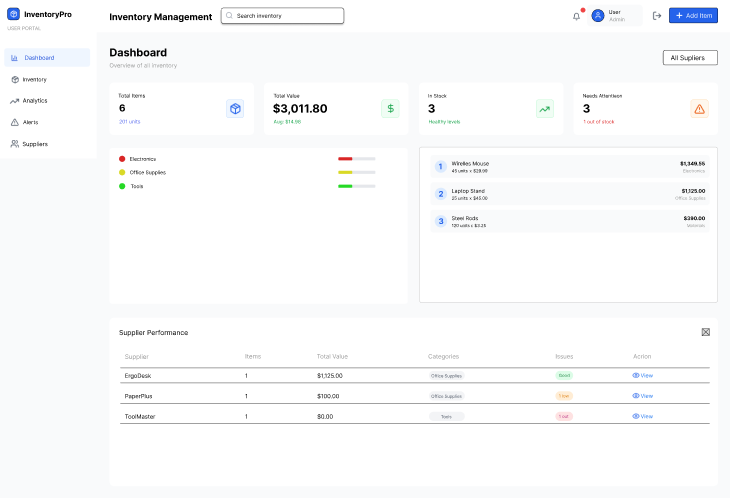 InventoryPro
USER PORTAL
Inventory Management
Search inventory
User
Admin
Add Item
Dashboard
Inventory
Analytics
Alerts
Suppliers
Dashboard
Overview of all inventory
All Supliers
Total Items
6
201 units
Total Value
$3,011.80
Avg: $14.98
In Stock
3
Healthy levels
Needs Attention
3
1 out of stock
Electronics
Office Supplies
Tools
1
Wirelles Mouse
45 units x $29.99
$1,349.55
Electronics
2
Laptop Stand
25 units x $45.00
$1,125.00
Office Supplies
3
Steel Rods
120 units x $3.25
$390.00
Materials
Supplier Performance
Supplier
Items
Total Value
Categories
Issues
Acrion
ErgoDesk
1
$1,125.00
Office Supplies
Good
View
PaperPlus
1
$100.00
Office Supplies
1 low
View
ToolMaster
1
$0.00
Tools
1 out
View